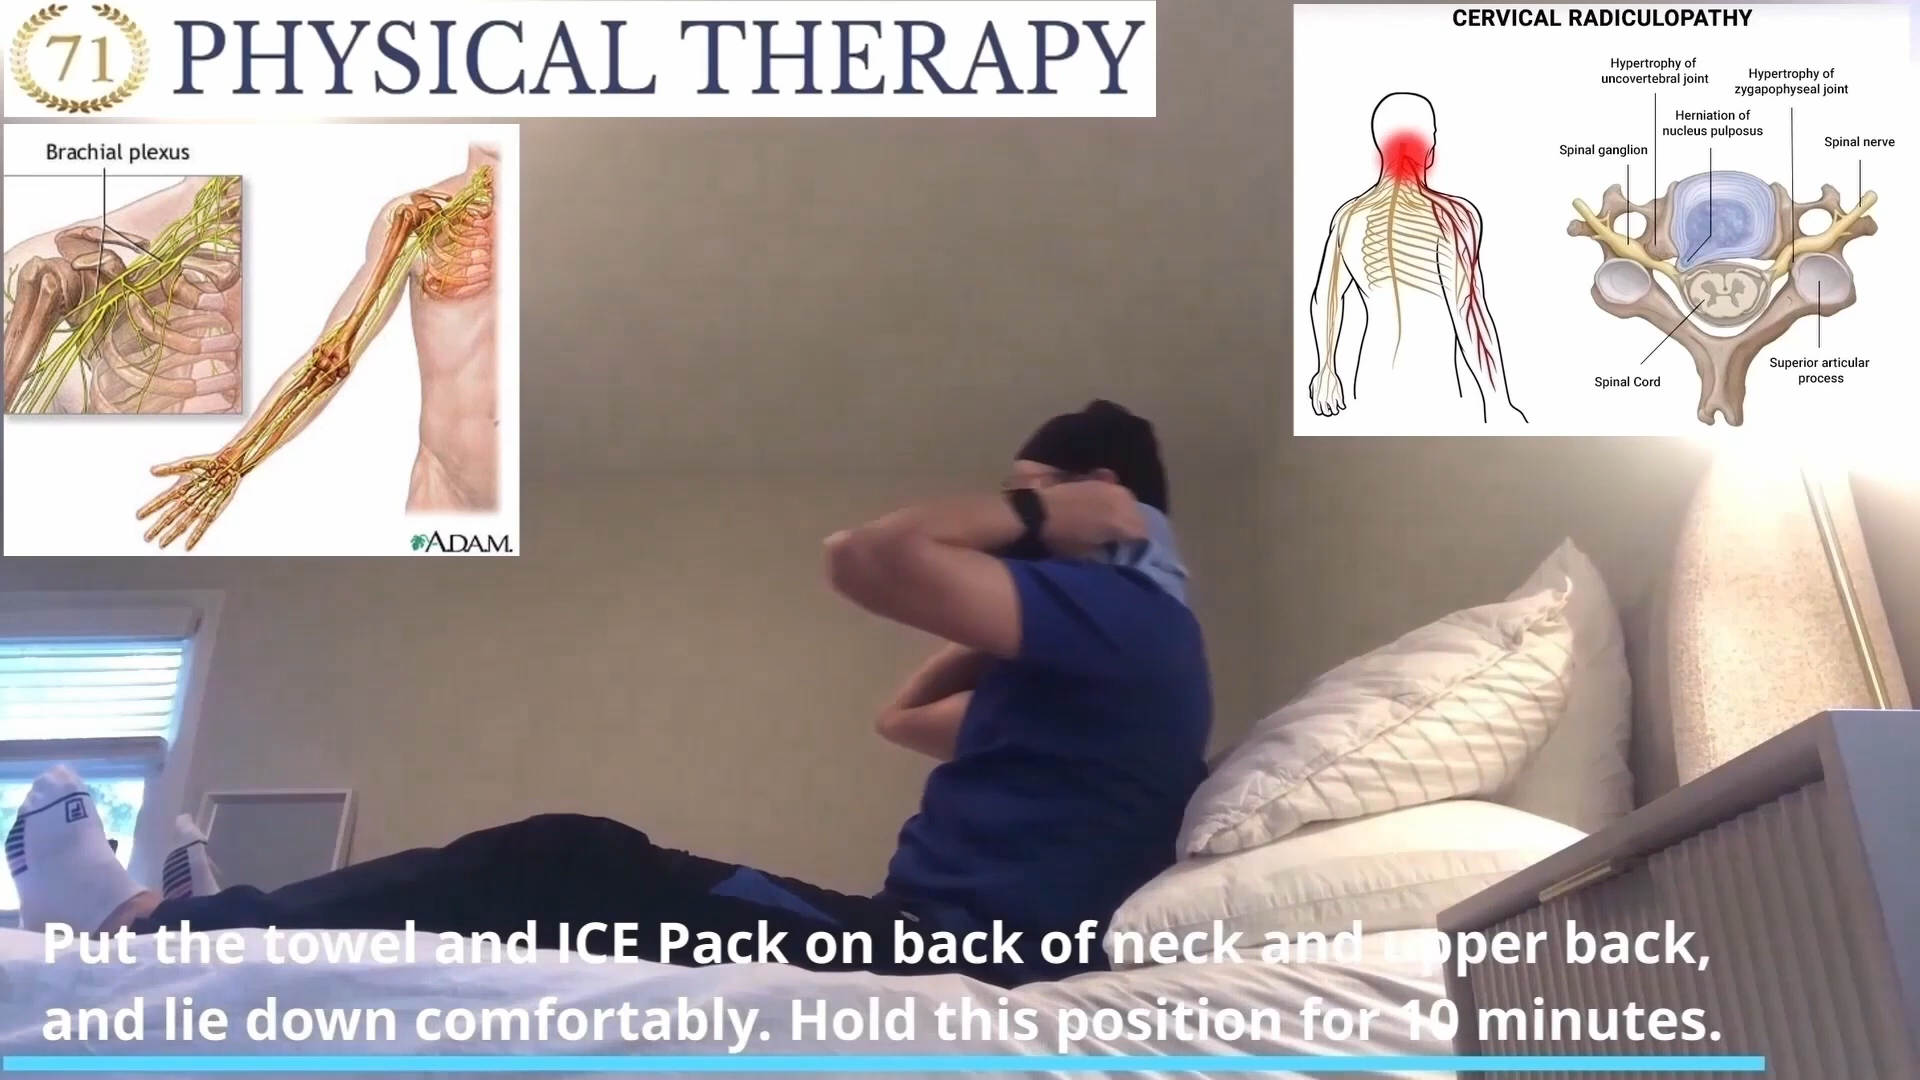 71 PHYSICAL THERAPY
Brachial plexus
ADAM.
CERVICAL RADICULOPATHY
Hypertrophy of
uncovertebral joint
Hypertrophy of
zygapophyseal joint
Herniation of
nucleus pulposus
Spinal ganglion
Spinal nerve
Superior articular
process
Spinal Cord
Put the towel and ICE Pack on back of neck and upper back,
and lie down comfortably. Hold this position for 10 minutes.